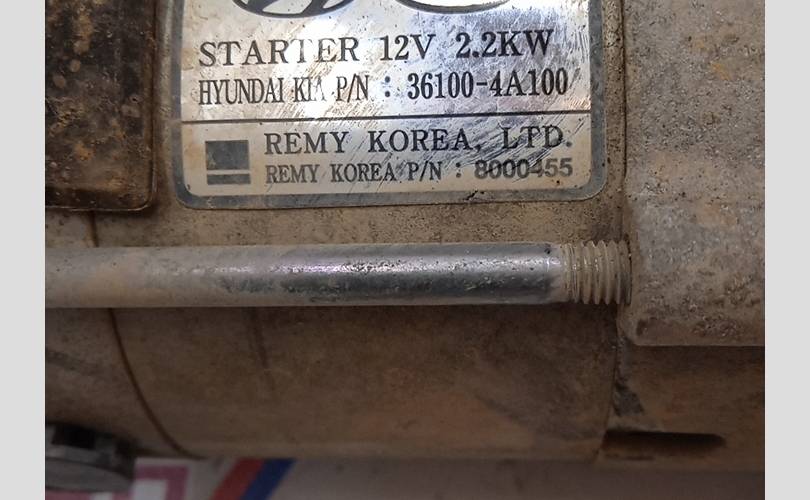 STARTER 12V 2.2KW
HYUNDAI KIA P/N : 36100-4A100
REMY KOREA, LTD.
REMY KOREA P/N : 8000455